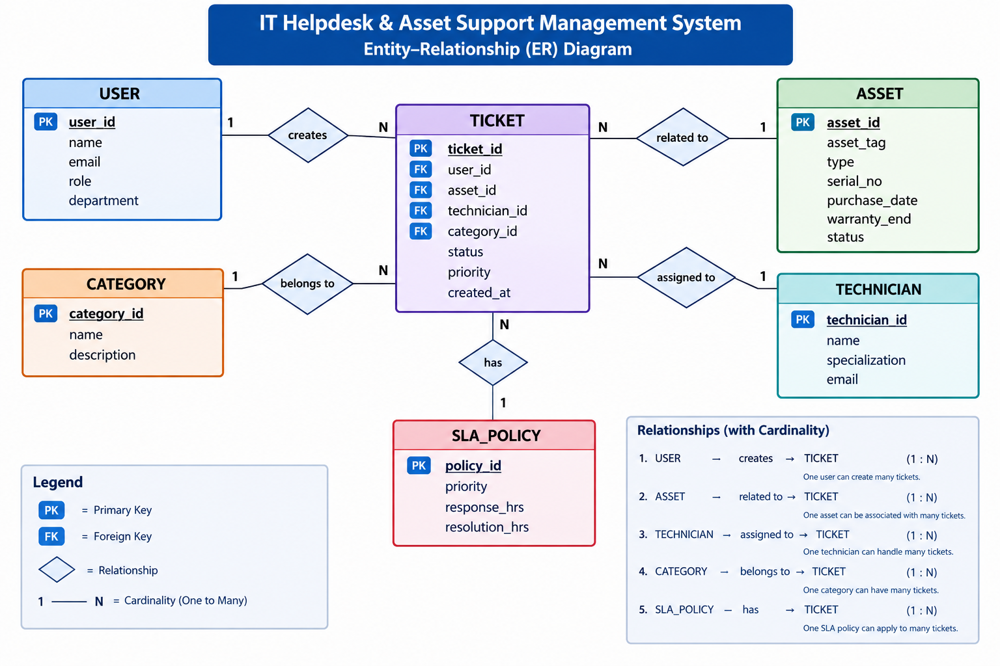 IT Helpdesk & Asset Support Management System
Entity–Relationship (ER) Diagram
USER
PK user_id
name
email
role
department
1
creates
N
TICKET
PK ticket_id
FK user_id
FK asset_id
FK technician_id
FK category_id
status
priority
created_at
N
related to
1
ASSET
PK asset_id
asset_tag
type
serial_no
purchase_date
warranty_end
status
CATEGORY
PK category_id
name
description
1
belongs to
N
N
assigned to
1
TECHNICIAN
PK technician_id
name
specialization
email
N
has
1
SLA_POLICY
PK policy_id
priority
response_hrs
resolution_hrs
Legend
PK = Primary Key
FK = Foreign Key
= Relationship
1 N = Cardinality (One to Many)
Relationships (with Cardinality)
1. USER → creates → TICKET (1 : N)
One user can create many tickets.
2. ASSET → related to → TICKET (1 : N)
One asset can be associated with many tickets.
3. TECHNICIAN → assigned to → TICKET (1 : N)
One technician can handle many tickets.
4. CATEGORY → belongs to → TICKET (1 : N)
One category can have many tickets.
5. SLA_POLICY — has → TICKET (1 : N)
One SLA policy can apply to many tickets.